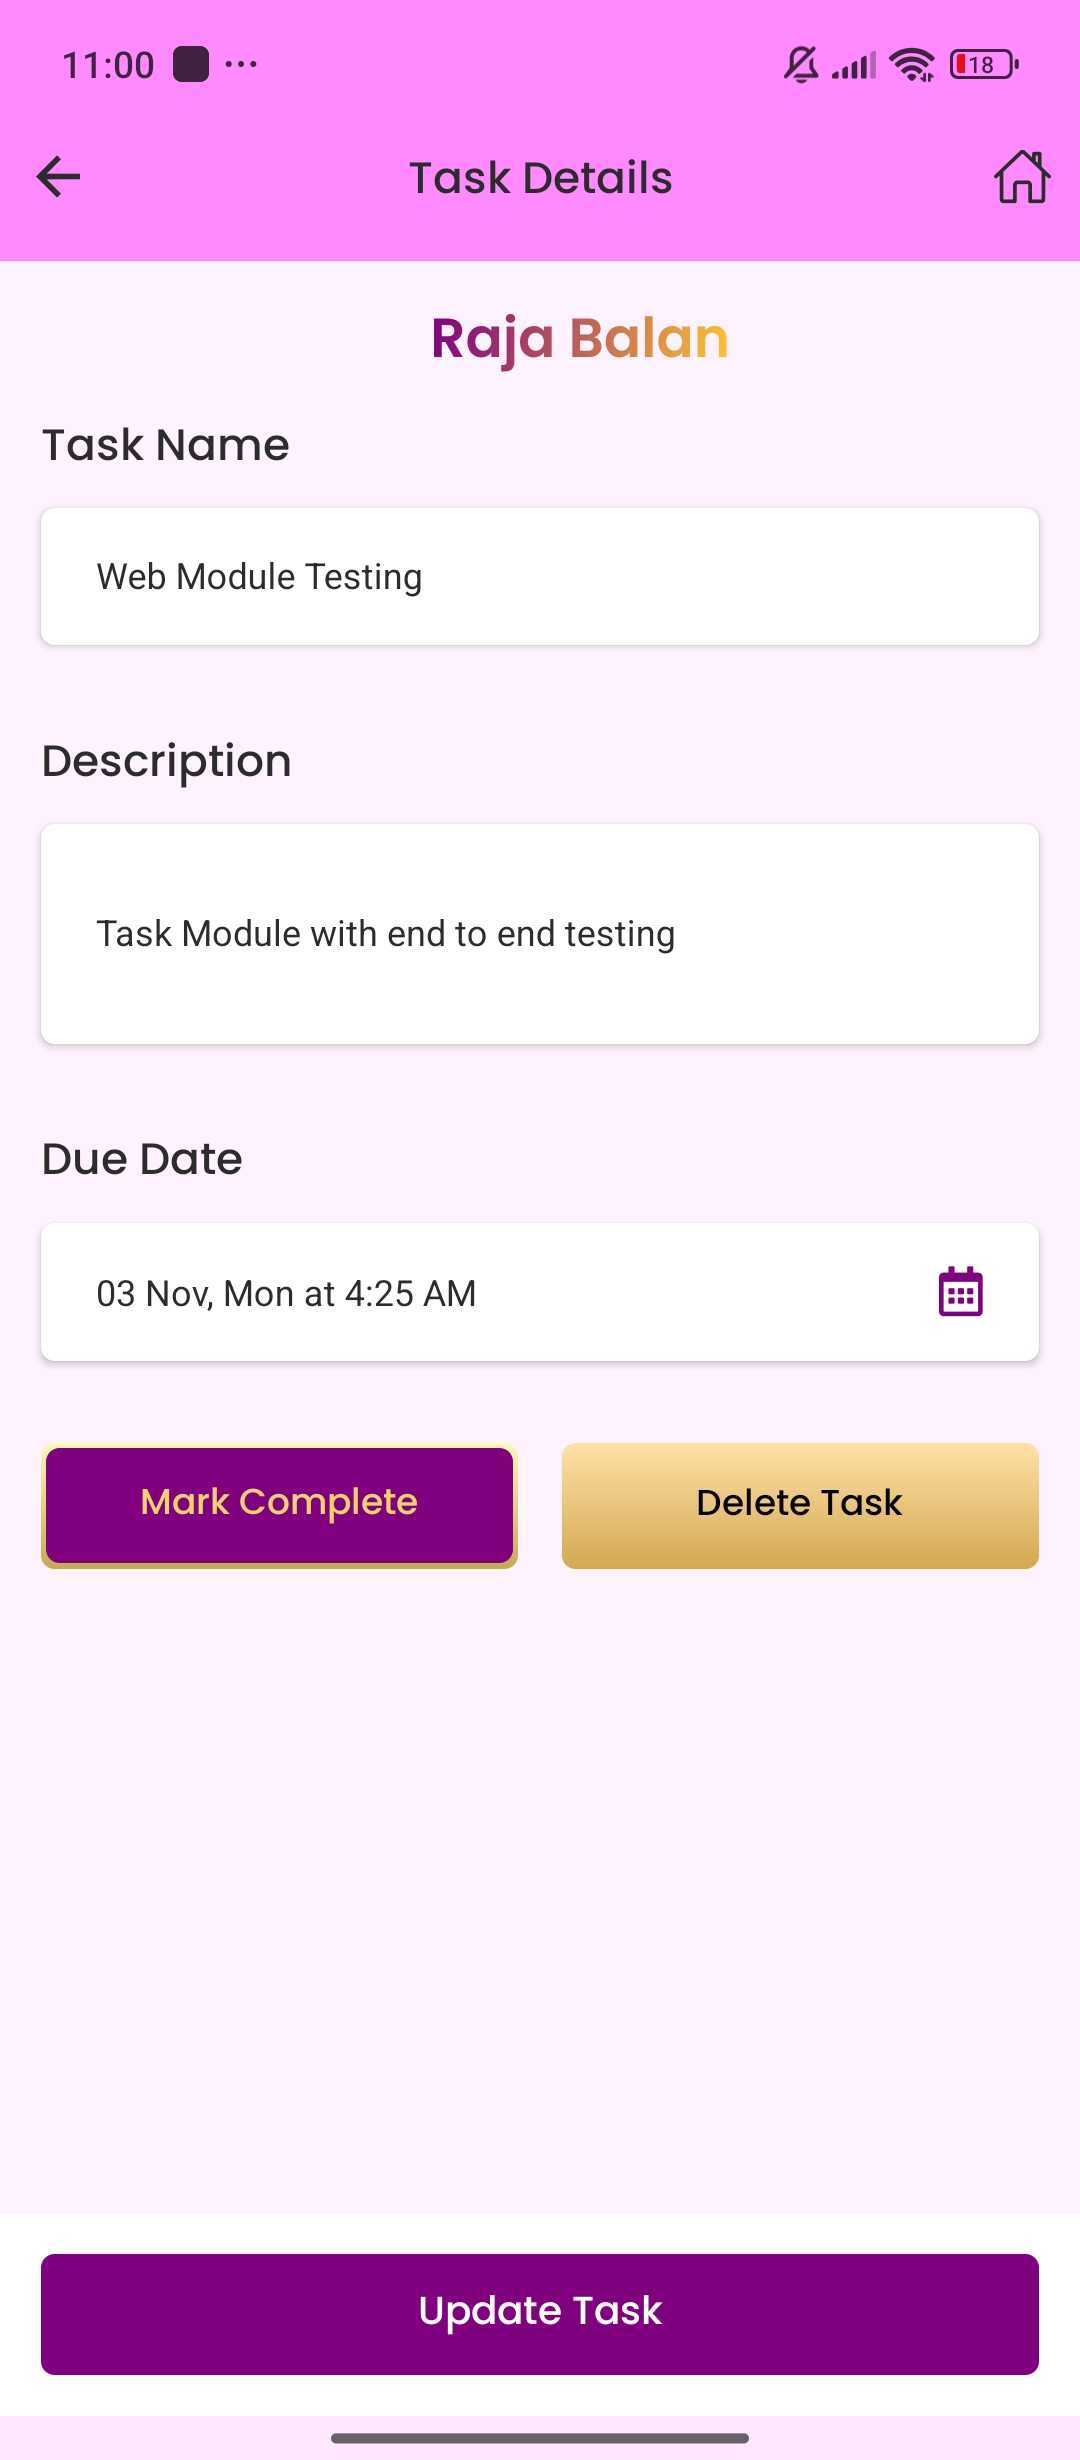 11:00 ...
18
Task Details
Raja Balan
Task Name
Web Module Testing
Description
Task Module with end to end testing
Due Date
03 Nov, Mon at 4:25 AM
Mark Complete
Delete Task
Update Task